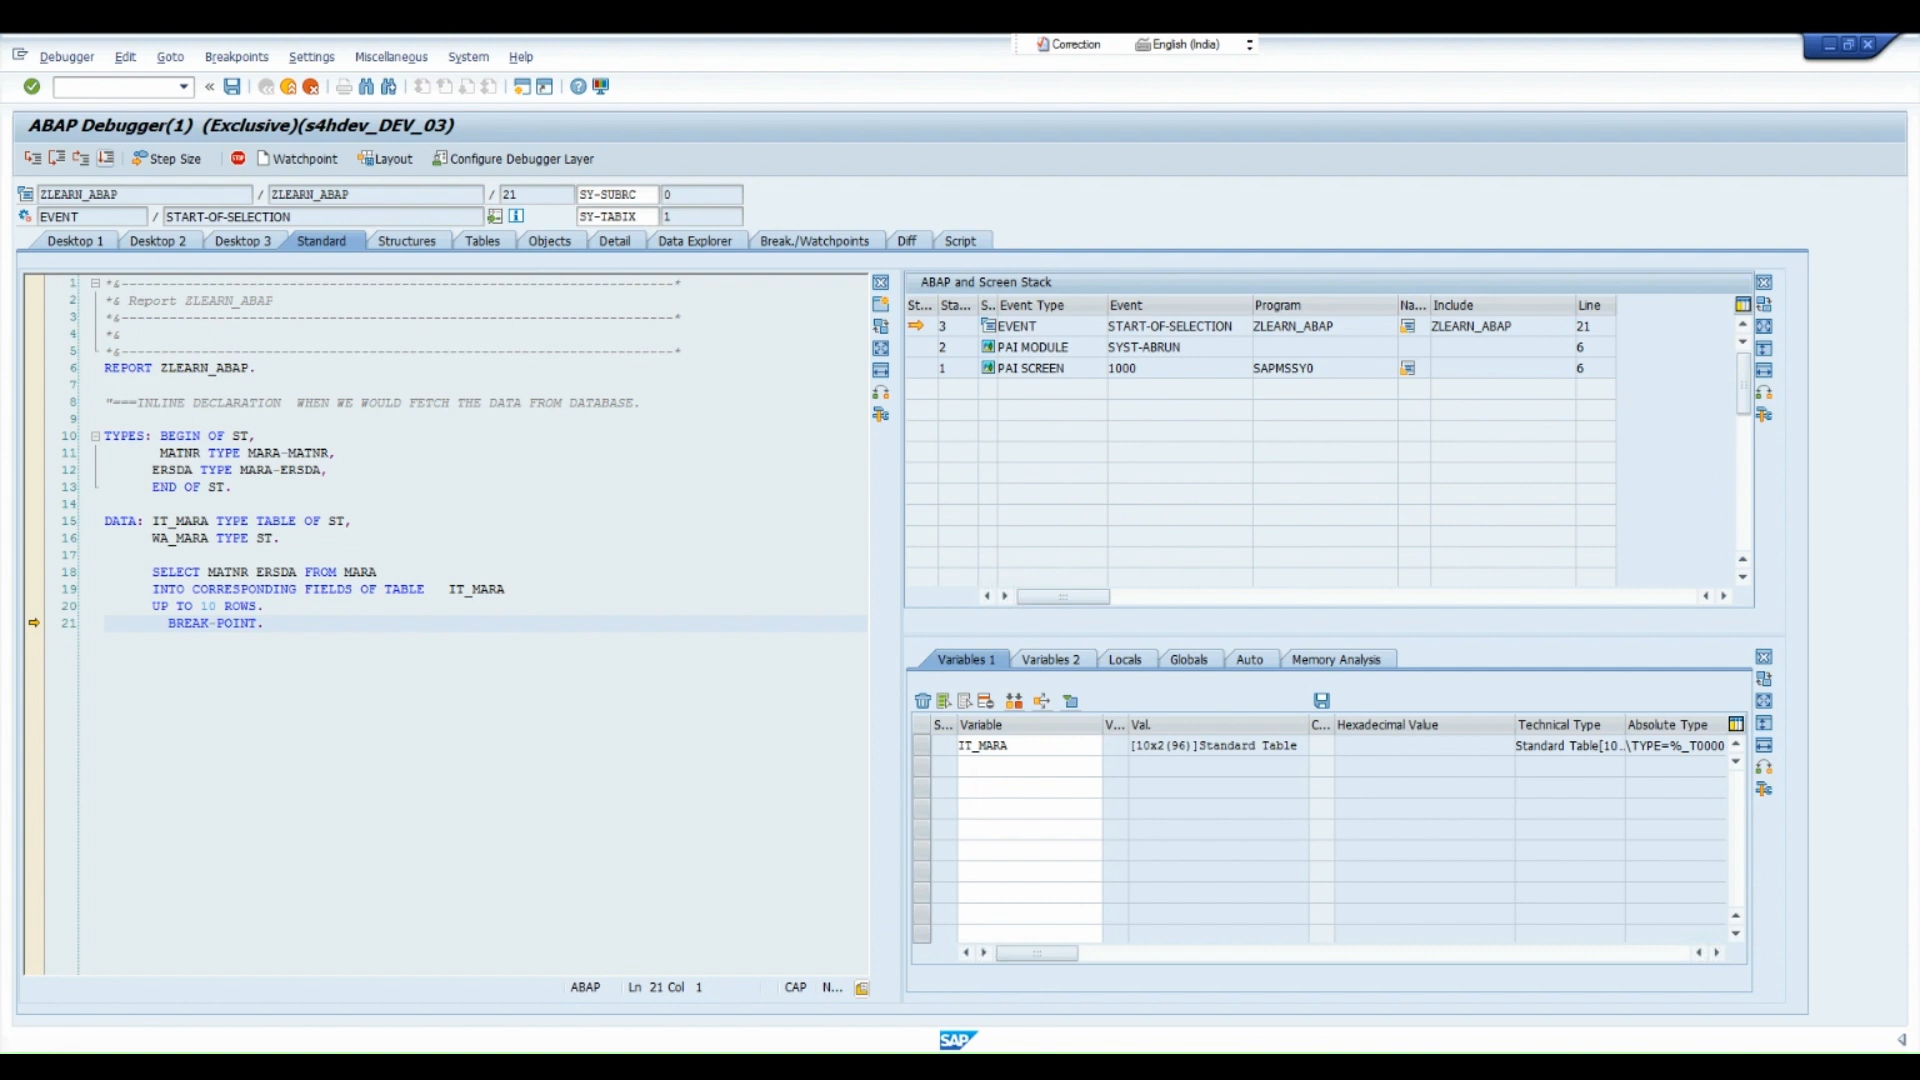 Correction English (India)
Debugger Edit Goto Breakpoints Settings Miscellaneous System Help
ABAP Debugger(1) (Exclusive)(s4hdev_DEV_03)
Step Size Watchpoint Layout Configure Debugger Layer
ZLEARN_ABAP / ZLEARN_ABAP / 21 SY-SUBRC 0
EVENT / START-OF-SELECTION SY-TABIX 1
Desktop 1 Desktop 2 Desktop 3 Standard Structures Tables Objects Detail Data Explorer Break./Watchpoints Diff Script
1 *&---------------------------------------------------------------------*
2 *& Report ZLEARN_ABAP
3 *&---------------------------------------------------------------------*
4 *&
5 *&---------------------------------------------------------------------*
6 REPORT ZLEARN_ABAP.
7
8 "===INLINE DECLARATION WHEN WE WOULD FETCH THE DATA FROM DATABASE.
9
10 TYPES: BEGIN OF ST,
11 MATNR TYPE MARA-MATNR,
12 ERSDA TYPE MARA-ERSDA,
13 END OF ST.
14
15 DATA: IT_MARA TYPE TABLE OF ST,
16 WA_MARA TYPE ST.
17
18 SELECT MATNR ERSDA FROM MARA
19 INTO CORRESPONDING FIELDS OF TABLE IT_MARA
20 UP TO 10 ROWS.
21 BREAK-POINT.
ABAP Ln 21 Col 1 CAP N...
ABAP and Screen Stack
St... Sta... S.. Event Type Event Program Na... Include Line
3 EVENT START-OF-SELECTION ZLEARN_ABAP ZLEARN_ABAP 21
2 PAI MODULE SYST-ABRUN 6
1 PAI SCREEN 1000 SAPMSSY0 6
Variables 1 Variables 2 Locals Globals Auto Memory Analysis
S... Variable V... Val. C... Hexadecimal Value Technical Type Absolute Type
IT_MARA [10x2(96)]Standard Table Standard Table[10..\TYPE=%_T0000
SAP